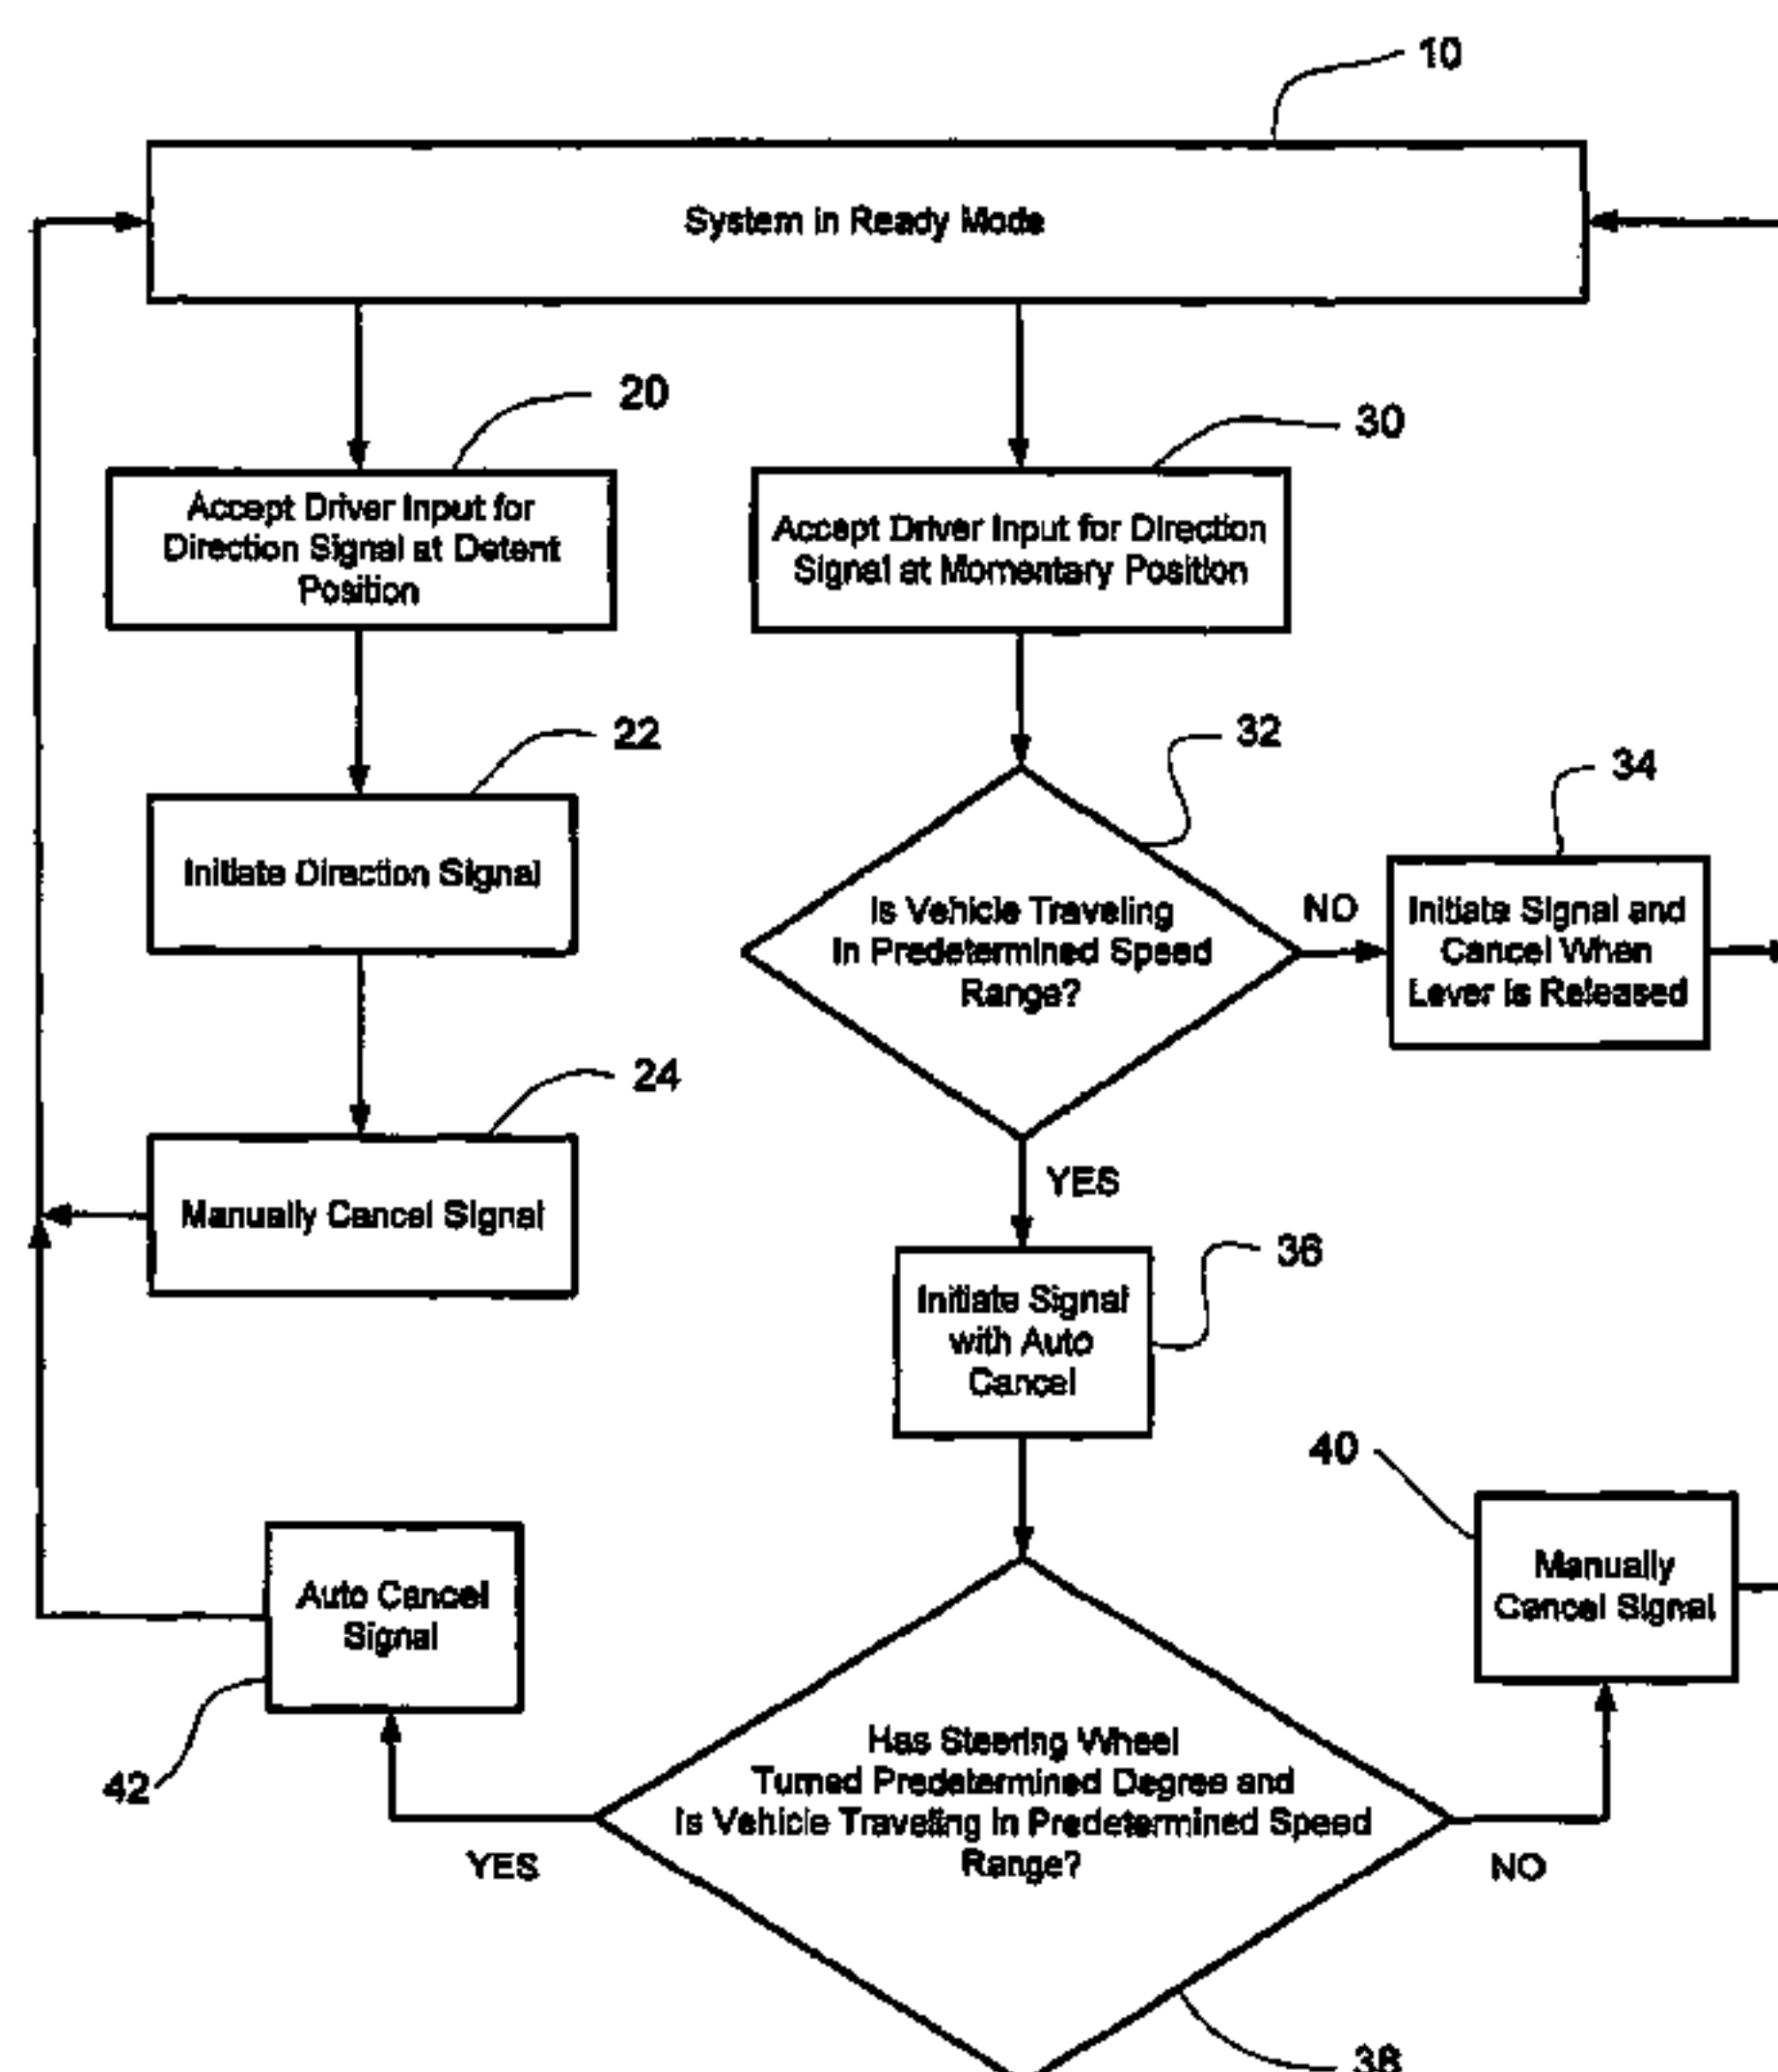 10
System in Ready Mode
20
30
Accept Driver Input for
Direction Signal at Detent
Position
Accept Driver Input for Direction
Signal at Momentary Position
22
32
34
Initiate Direction Signal
Is Vehicle Traveling
In Predetermined Speed
Range?
NO
Initiate Signal and
Cancel When
Lever is Released
24
YES
Manually Cancel Signal
36
Initiate Signal
with Auto
Cancel
40
Manually
Cancel Signal
Auto Cancel
Signal
42
Has Steering Wheel
Turned Predetermined Degree and
Is Vehicle Traveling In Predetermined Speed
Range?
YES
NO
38